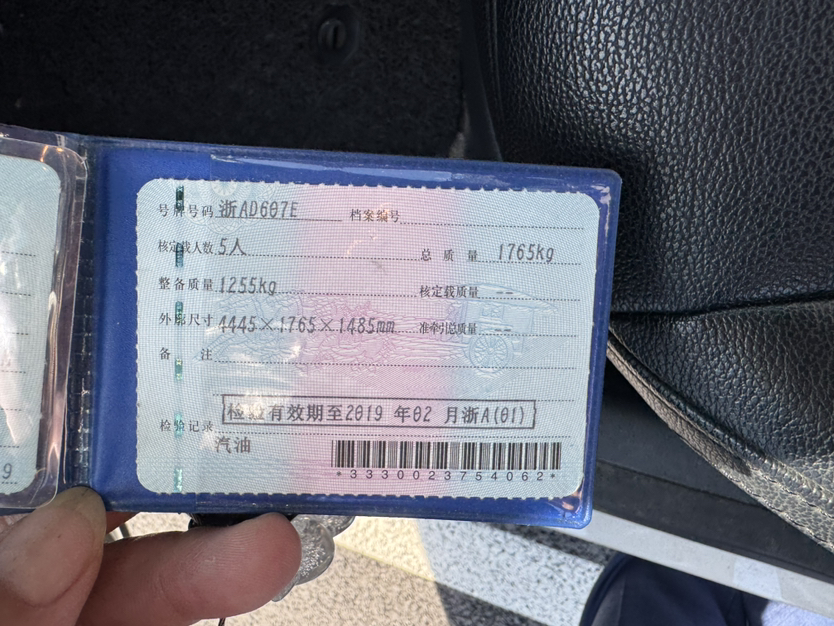 号牌号码 浙AD607E 档案编号
核定载人数 5人 总质量 1765kg
整备质量 1255kg 核定载质量 --
外廓尺寸 4445×1765×1485mm 准牵引总质量 --
备注
检验记录 检验有效期至2019年02月浙A(01)
汽油
*3330023754062*
9